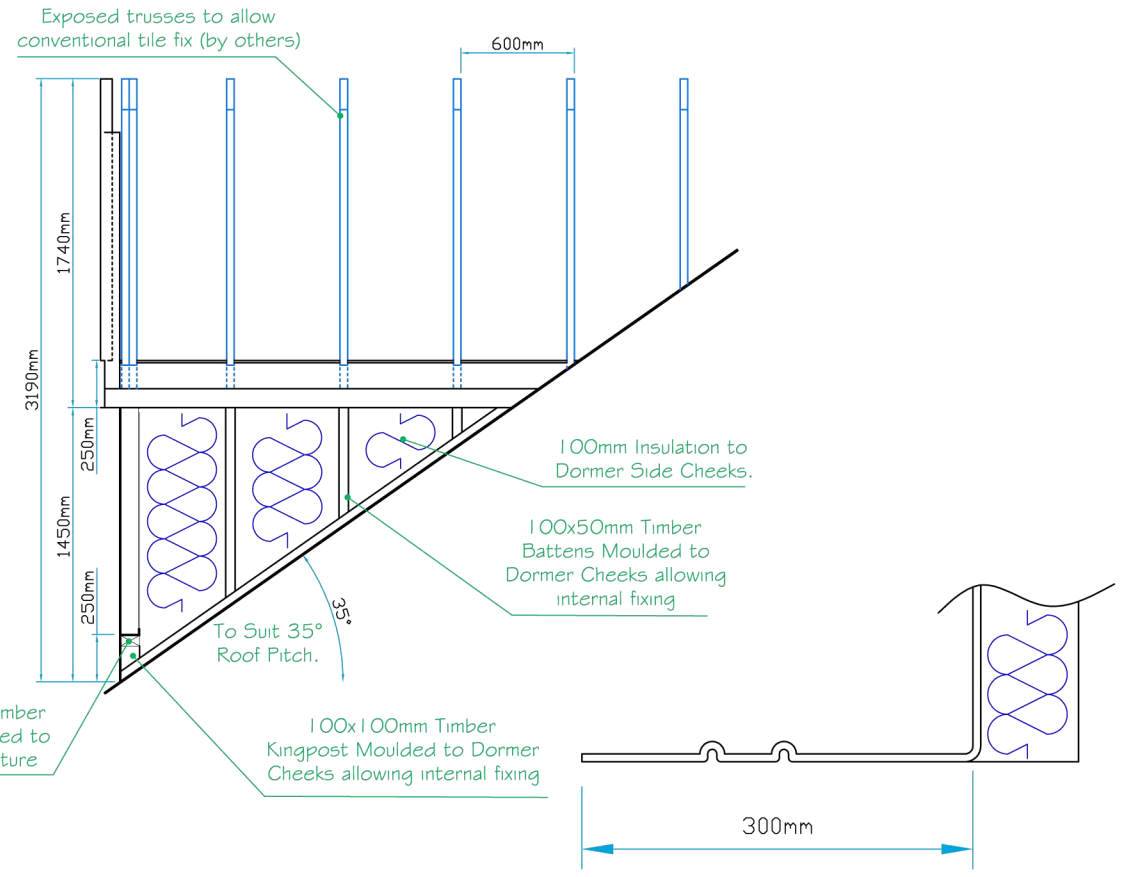 Exposed trusses to allow
conventional tile fix (by others)
600mm
1740mm
3190mm
250mm
1450mm
250mm
100mm Insulation to
Dormer Side Cheeks.
100x50mm Timber
Battens Moulded to
Dormer Cheeks allowing
internal fixing
35°
To Suit 35°
Roof Pitch.
mber
ed to
ture
100x100mm Timber
Kingpost Moulded to Dormer
Cheeks allowing internal fixing
300mm